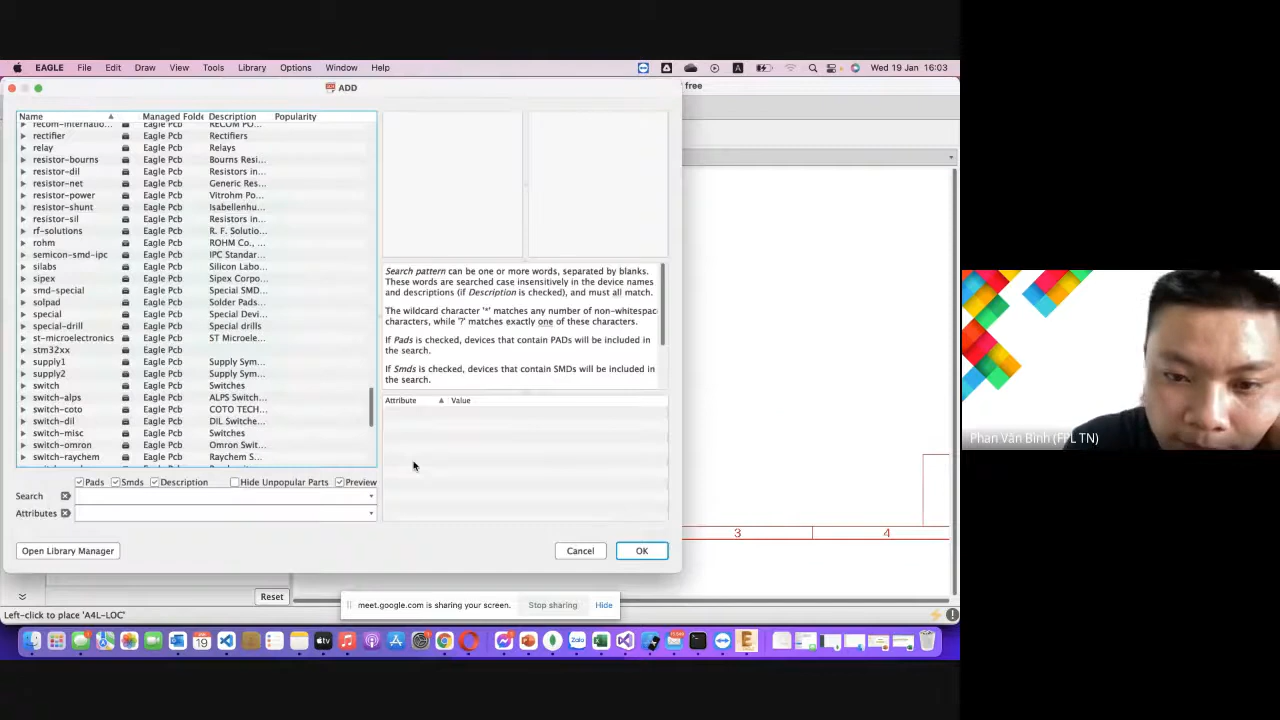 EAGLE File Edit Draw View Tools Library Options Window Help Wed 19 Jan 16:03
ADD
free
Name Managed Folde Description Popularity
recom-internatio... Eagle Pcb RECOM PO...
rectifier Eagle Pcb Rectifiers
relay Eagle Pcb Relays
resistor-bourns Eagle Pcb Bourns Resi...
resistor-dil Eagle Pcb Resistors in...
resistor-net Eagle Pcb Generic Res...
resistor-power Eagle Pcb Vitrohm Po...
resistor-shunt Eagle Pcb Isabellenhu...
resistor-sil Eagle Pcb Resistors in...
rf-solutions Eagle Pcb R. F. Solutio...
rohm Eagle Pcb ROHM Co., ...
semicon-smd-ipc Eagle Pcb IPC Standar...
silabs Eagle Pcb Silicon Labo...
sipex Eagle Pcb Sipex Corpo...
smd-special Eagle Pcb Special SMD...
solpad Eagle Pcb Solder Pads...
special Eagle Pcb Special Devi...
special-drill Eagle Pcb Special drills
st-microelectronics Eagle Pcb ST Microele...
stm32xx Eagle Pcb
supply1 Eagle Pcb Supply Sym...
supply2 Eagle Pcb Supply Sym...
switch Eagle Pcb Switches
switch-alps Eagle Pcb ALPS Switch...
switch-coto Eagle Pcb COTO TECH...
switch-dil Eagle Pcb DIL Switche...
switch-misc Eagle Pcb Switches
switch-omron Eagle Pcb Omron Swit...
switch-raychem Eagle Pcb Raychem S...
Search pattern can be one or more words, separated by blanks.
These words are searched case insensitively in the device names
and descriptions (if Description is checked), and must all match.
The wildcard character '*' matches any number of non-whitespac
characters, while '?' matches exactly one of these characters.
If Pads is checked, devices that contain PADs will be included in
the search.
If Smds is checked, devices that contain SMDs will be included in
the search.
Attribute Value
Pads Smds Description Hide Unpopular Parts Preview
Search
Attributes
Open Library Manager Cancel OK
3 4
Reset
Left-click to place 'A4L-LOC'
meet.google.com is sharing your screen. Stop sharing Hide
Phan Văn Bình (FPL TN)